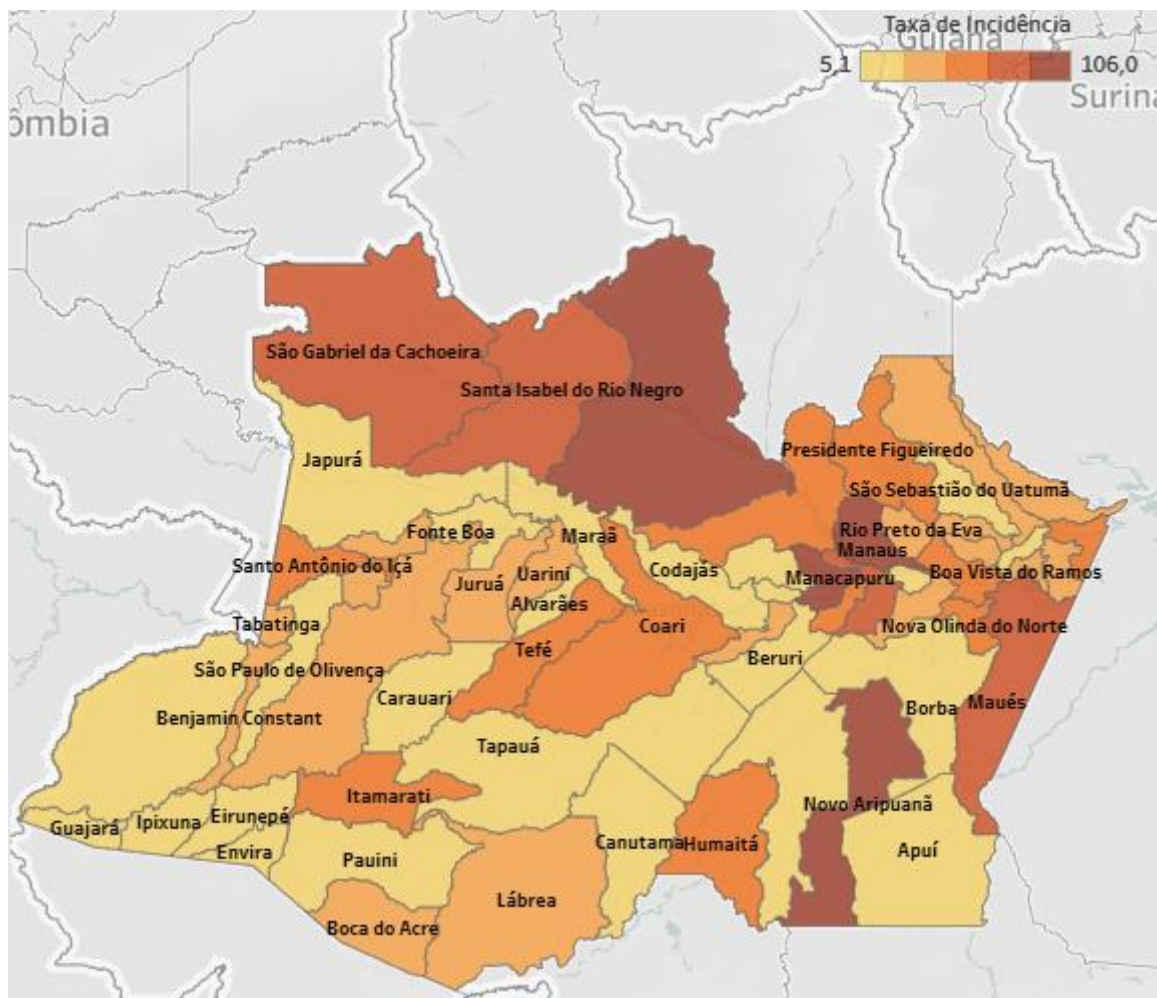 Taxa de Incidência
Guiana
5,1
106,0
Surina
ômbia
São Gabriel da Cachoeira
Santa Isabel do Rio Negro
Japurá
Presidente Figueiredo
São Sebastião do Uatumã
Fonte Boa
Maraã
Rio Preto da Eva
Manaus
Santo Antônio do Içá
Juruá
Uarini
Codajás
Manacapuru
Boa Vista do Ramos
Alvarães
Tabatinga
Coari
Nova Olinda do Norte
Tefé
São Paulo de Olivença
Beruri
Carauari
Borba
Maués
Benjamin Constant
Tapauá
Itamarati
Novo Aripuanã
Guajará
Ipixuna
Eirunepé
Envira
Pauini
Canutama
Humaitá
Apuí
Lábrea
Boca do Acre